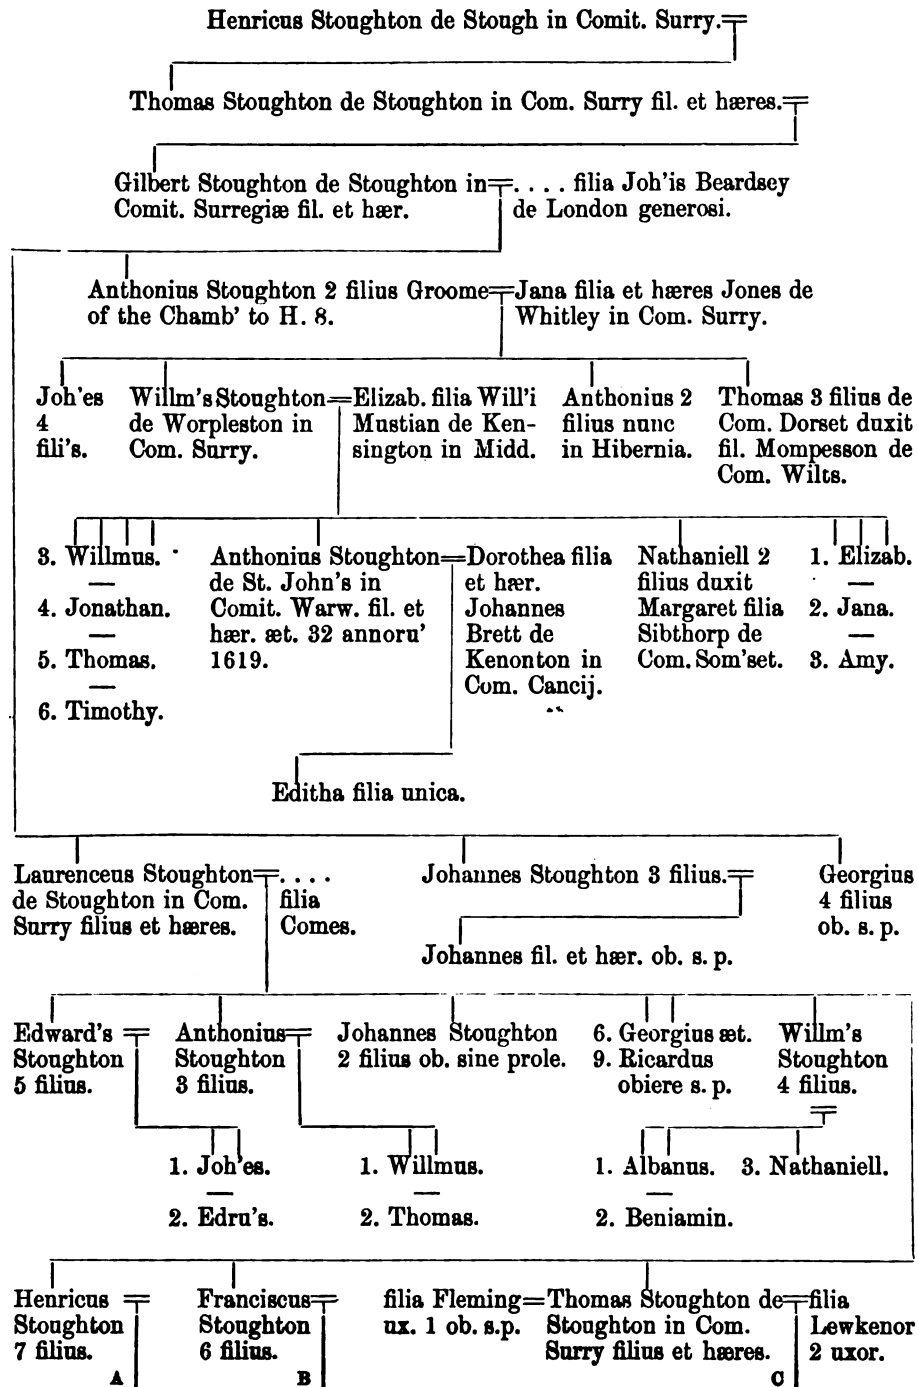 Henricus Stoughton de Stough in Comit. Surry.
Thomas Stoughton de Stoughton in Com. Surry fil. et hæres.
Gilbert Stoughton de Stoughton in
Comit. Surregiæ fil. et hær.
. . . . filia Joh'is Beardsey
de London generosi.
Anthonius Stoughton 2 filius Groome
of the Chamb' to H. 8.
Jana filia et hæres Jones de
Whitley in Com. Surry.
Joh'es
4
fili's.
Willm's Stoughton
de Worpleston in
Com. Surry.
Elizab. filia Will'i
Mustian de Ken-
sington in Midd.
Anthonius 2
filius nunc
in Hibernia.
Thomas 3 filius de
Com. Dorset duxit
fil. Mompesson de
Com. Wilts.
3. Willmus.
4. Jonathan.
5. Thomas.
6. Timothy.
Anthonius Stoughton
de St. John's in
Comit. Warw. fil. et
hær. æt. 32 annoru'
1619.
Dorothea filia
et hær.
Johannes
Brett de
Kenonton in
Com. Cancij.
Nathaniell 2
filius duxit
Margaret filia
Sibthorp de
Com. Som'set.
1. Elizab.
2. Jana.
3. Amy.
Editha filia unica.
Laurenceus Stoughton
de Stoughton in Com.
Surry filius et hæres.
. . . .
filia
Comes.
Johannes Stoughton 3 filius.
Georgius
4 filius
ob. s. p.
Johannes fil. et hær. ob. s. p.
Edward's
Stoughton
5 filius.
Anthonius
Stoughton
3 filius.
Johannes Stoughton
2 filius ob. sine prole.
6. Georgius æt.
9. Ricardus
obiere s. p.
Willm's
Stoughton
4 filius.
1. Joh'es.
2. Edru's.
1. Willmus.
2. Thomas.
1. Albanus.
2. Beniamin.
3. Nathaniell.
Henricus
Stoughton
7 filius.
A
Franciscus
Stoughton
6 filius.
B
filia Fleming
ux. 1 ob. s.p.
Thomas Stoughton de
Stoughton in Com.
Surry filius et hæres.
C
filia
Lewkenor
2 uxor.